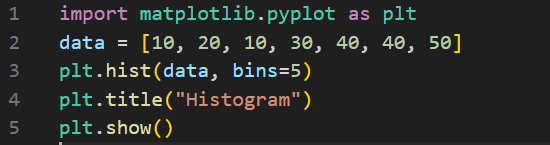 1 import matplotlib.pyplot as plt
2 data = [10, 20, 10, 30, 40, 40, 50]
3 plt.hist(data, bins=5)
4 plt.title("Histogram")
5 plt.show()